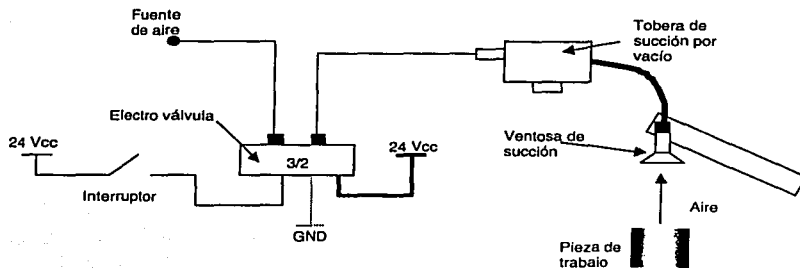 Fuente
de aire
Tobera de
succión por
vacío
Electro válvula
24 Vcc
24 Vcc
3/2
Ventosa de
succión
Interruptor
GND
Aire
Pieza de
trabajo